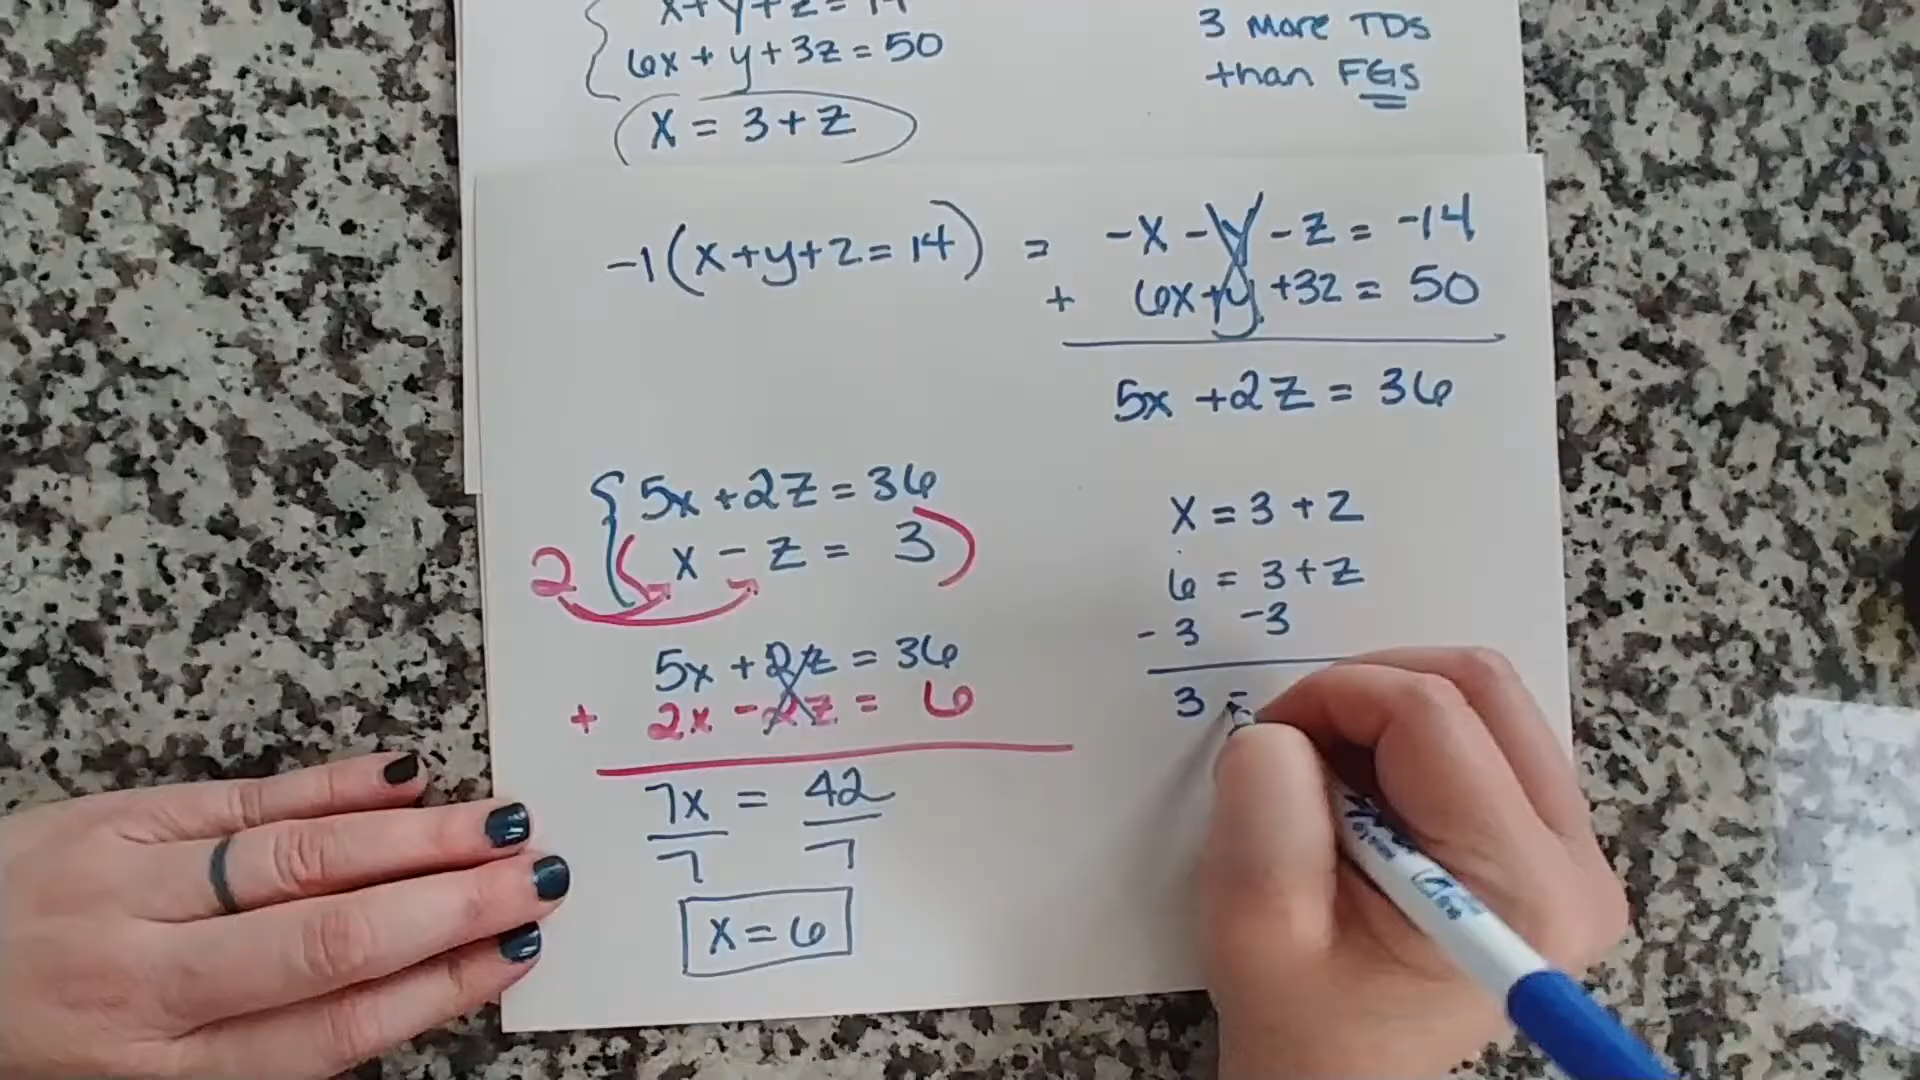 x+y+z=14
6x+y+3z=50
x=3+z
3 More TDs
than FGs
-1(x+y+z=14) = -x-y-z=-14
+ 6x+y+3z=50
5x+2z=36
5x+2z=36
2(x-z=3)
5x+2z=36
+ 2x-2z=6
7x=42
7 7
x=6
x=3+z
6=3+z
-3 -3
3=